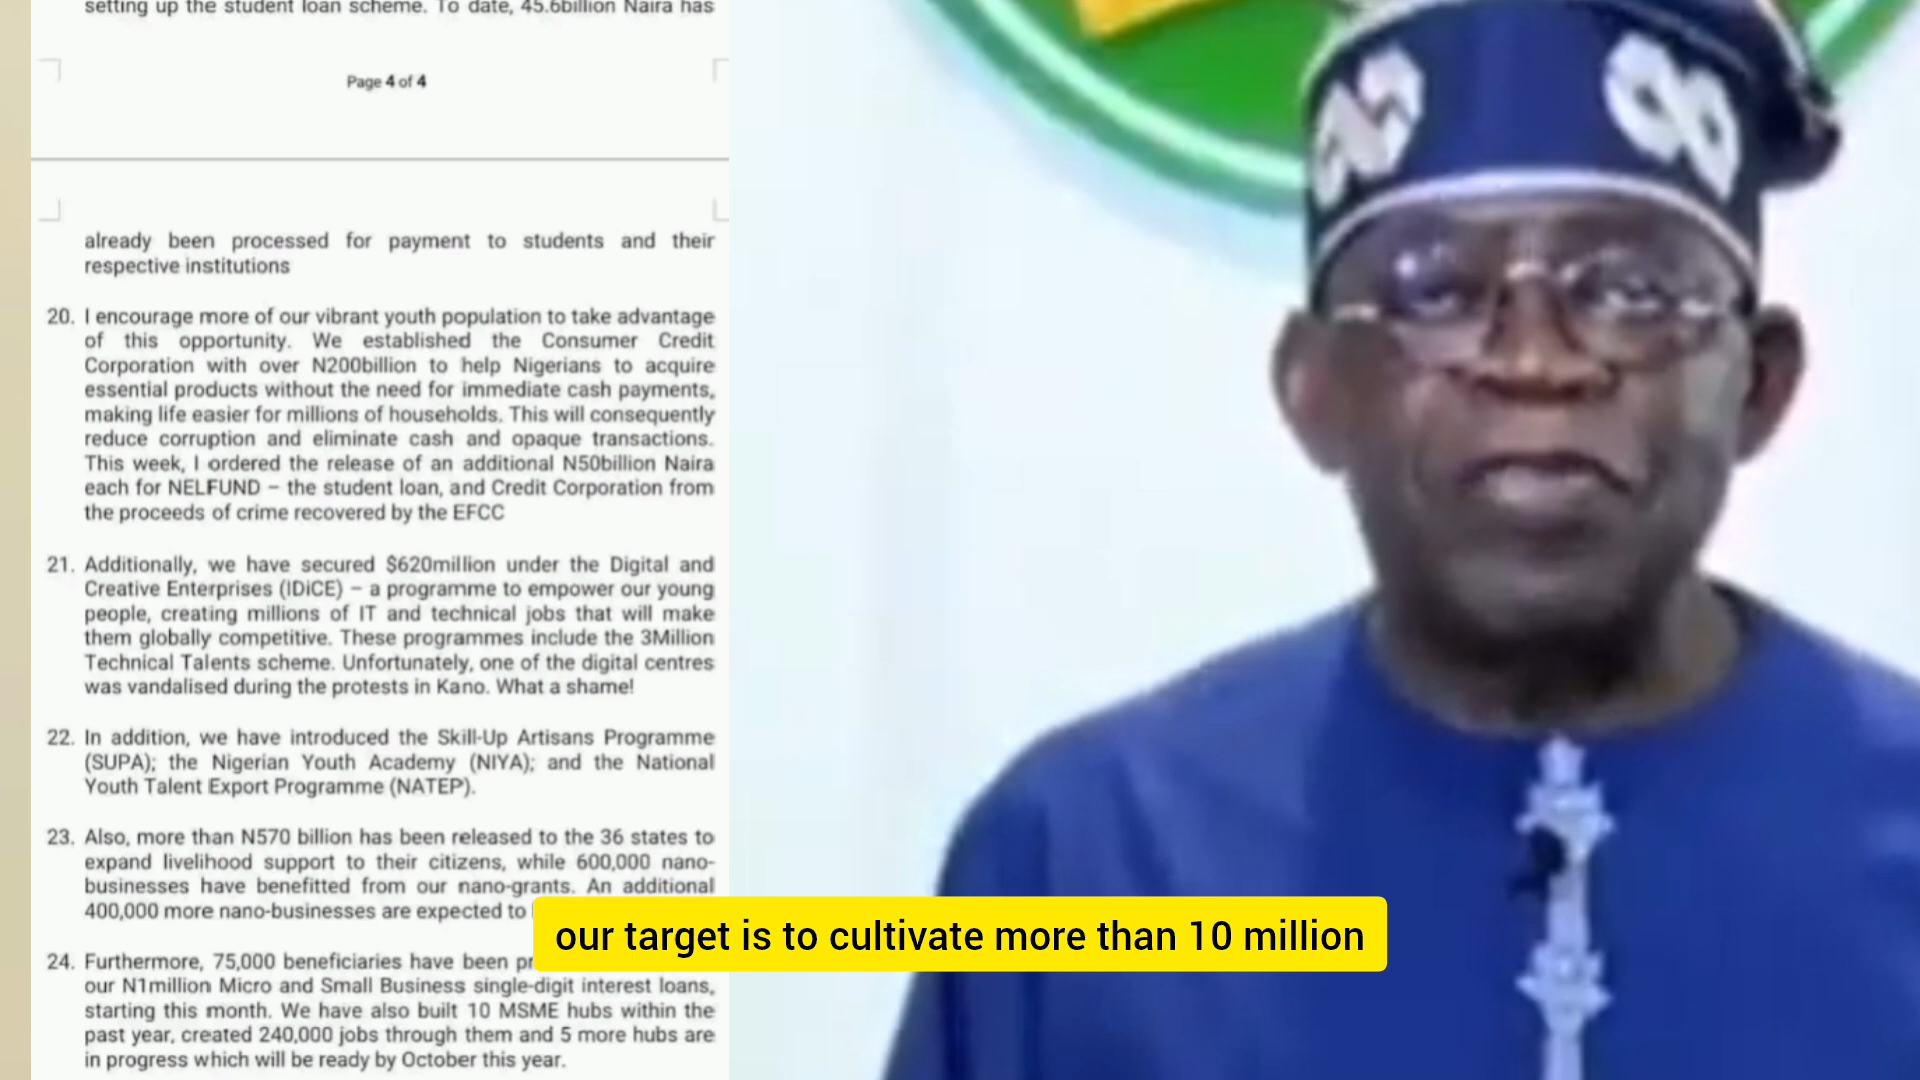 setting up the student loan scheme. To date, 45.6billion Naira has
Page 4 of 4
already been processed for payment to students and their
respective institutions
20. I encourage more of our vibrant youth population to take advantage
of this opportunity. We established the Consumer Credit
Corporation with over N200billion to help Nigerians to acquire
essential products without the need for immediate cash payments,
making life easier for millions of households. This will consequently
reduce corruption and eliminate cash and opaque transactions.
This week, I ordered the release of an additional N50billion Naira
each for NELFUND – the student loan, and Credit Corporation from
the proceeds of crime recovered by the EFCC
21. Additionally, we have secured $620million under the Digital and
Creative Enterprises (IDiCE) – a programme to empower our young
people, creating millions of IT and technical jobs that will make
them globally competitive. These programmes include the 3Million
Technical Talents scheme. Unfortunately, one of the digital centres
was vandalised during the protests in Kano. What a shame!
22. In addition, we have introduced the Skill-Up Artisans Programme
(SUPA); the Nigerian Youth Academy (NIYA); and the National
Youth Talent Export Programme (NATEP).
23. Also, more than N570 billion has been released to the 36 states to
expand livelihood support to their citizens, while 600,000 nano-
businesses have benefitted from our nano-grants. An additional
400,000 more nano-businesses are expected to
our target is to cultivate more than 10 million
24. Furthermore, 75,000 beneficiaries have been
our N1million Micro and Small Business single-digit interest loans,
starting this month. We have also built 10 MSME hubs within the
past year, created 240,000 jobs through them and 5 more hubs are
in progress which will be ready by October this year.